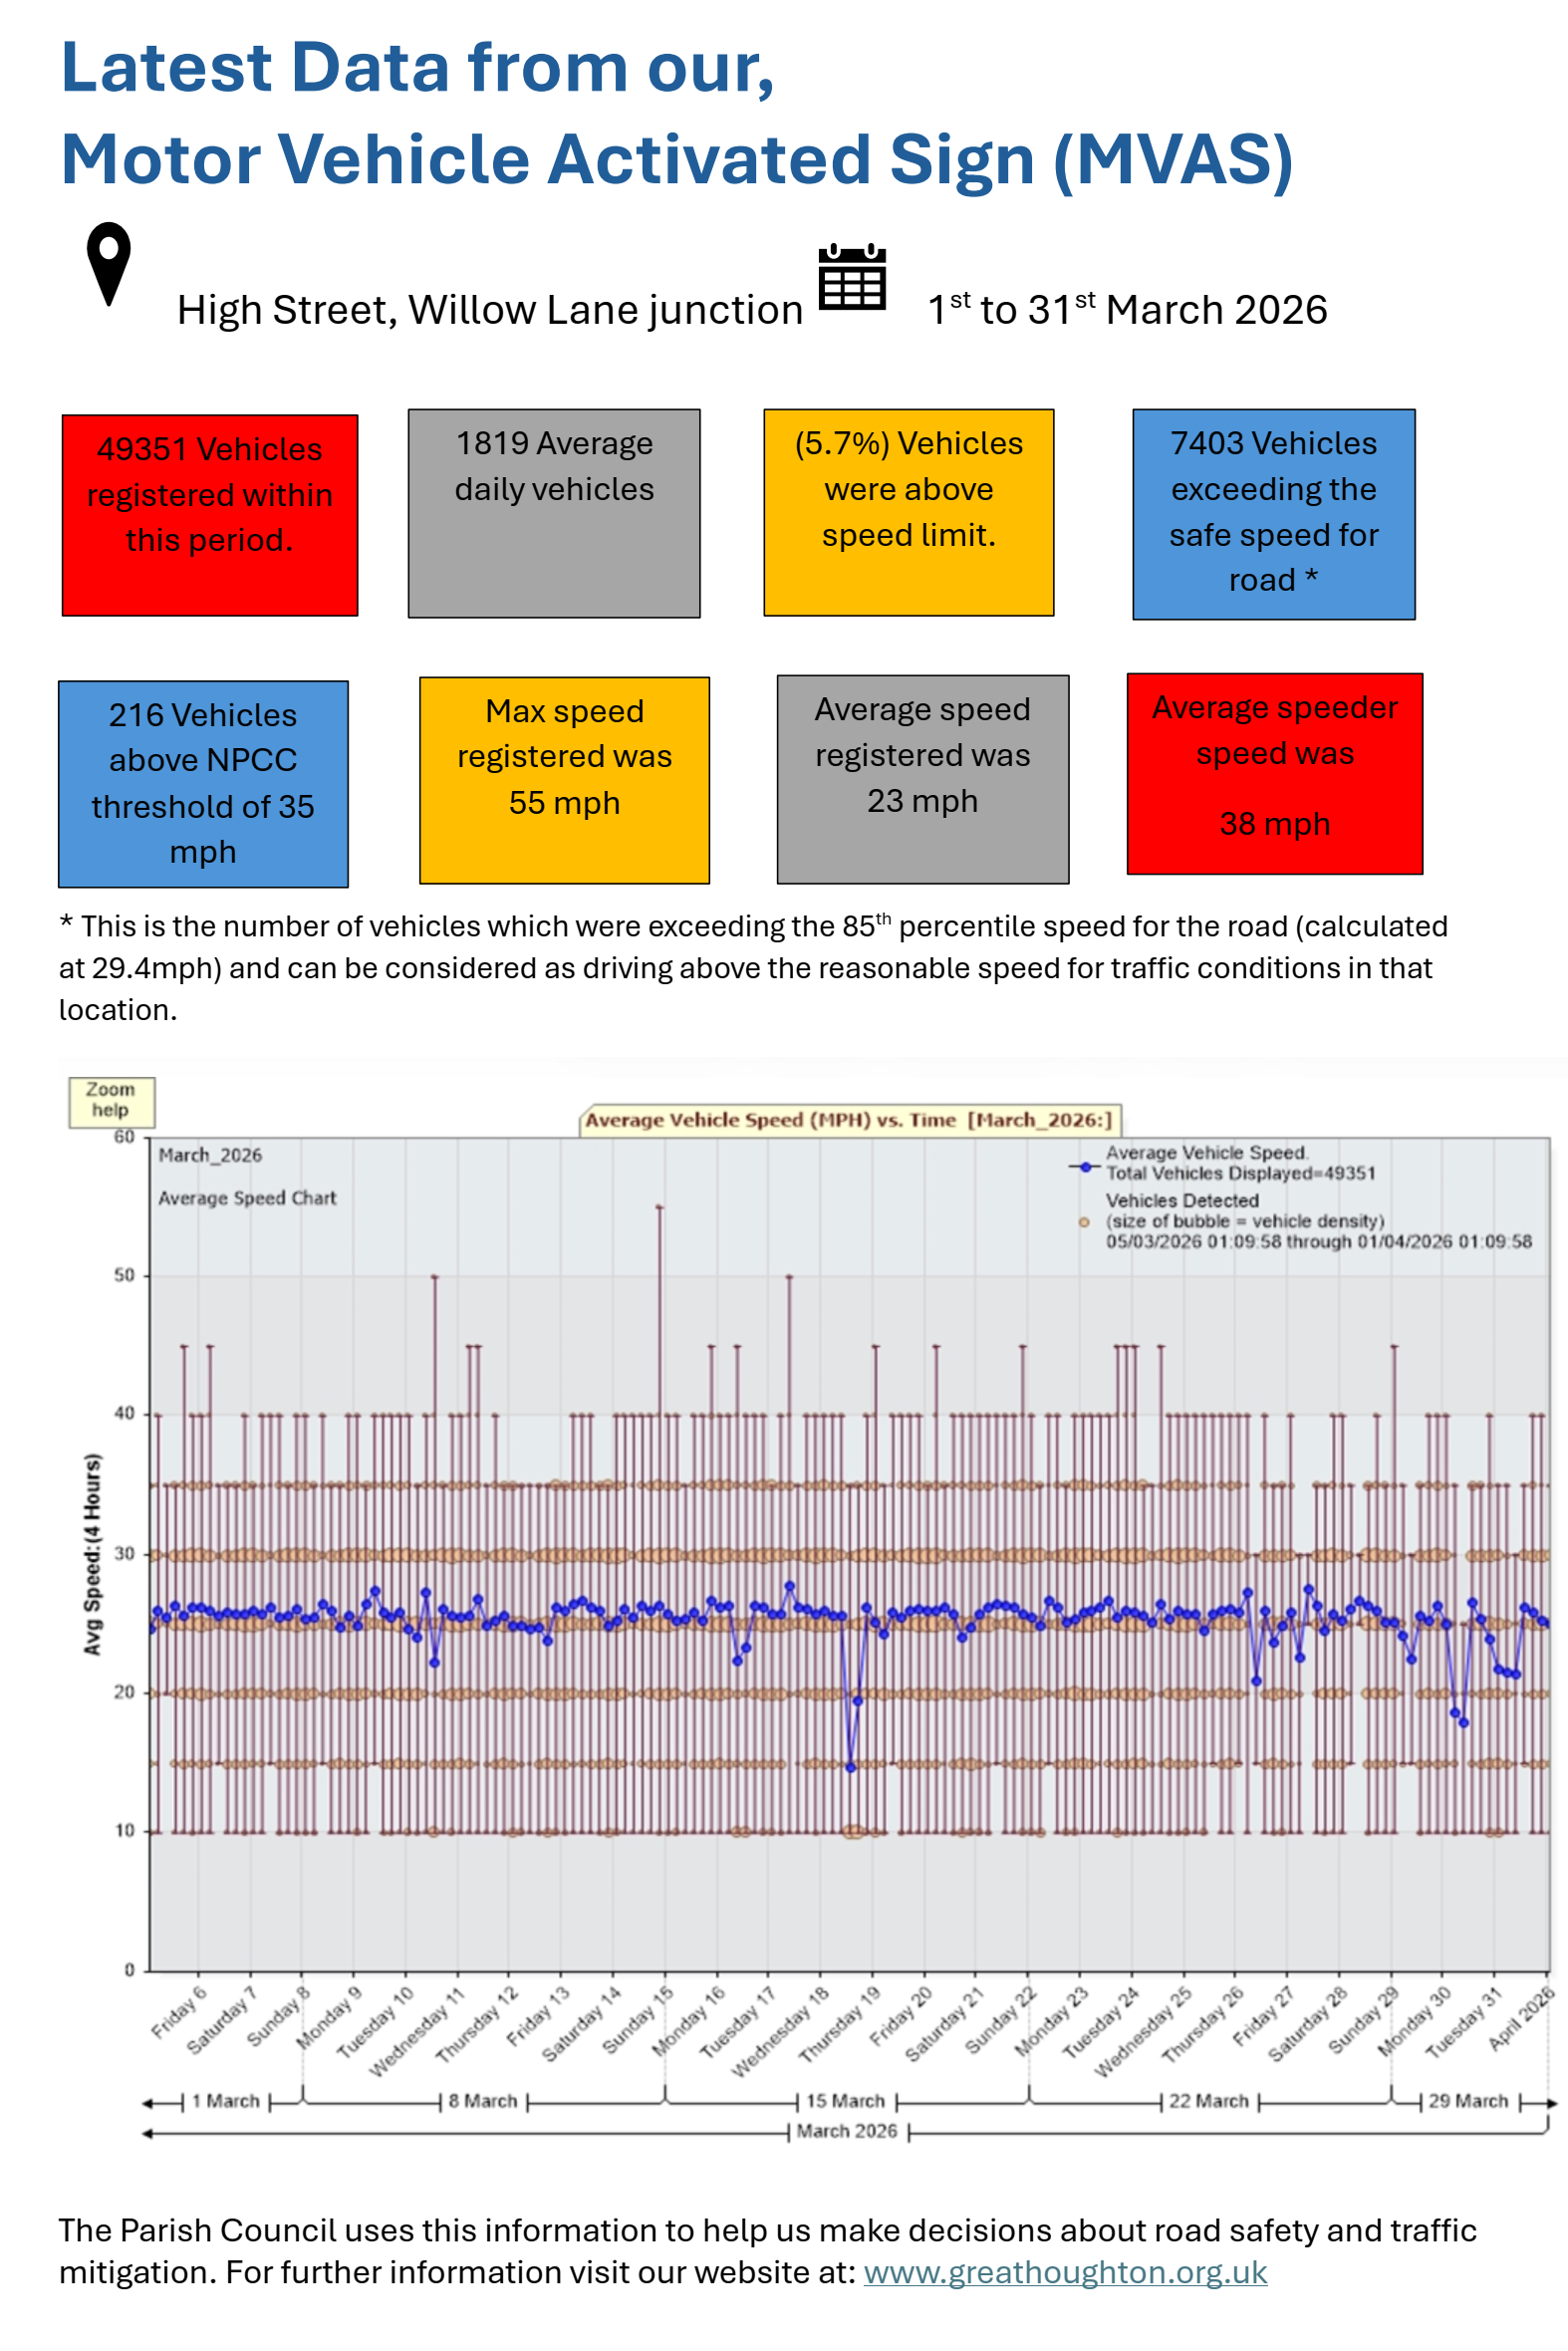 Latest Data from our,
Motor Vehicle Activated Sign (MVAS)
High Street, Willow Lane junction
1st to 31st March 2026
49351 Vehicles
registered within
this period.
1819 Average
daily vehicles
(5.7%) Vehicles
were above
speed limit.
7403 Vehicles
exceeding the
safe speed for
road *
216 Vehicles
above NPCC
threshold of 35
mph
Max speed
registered was
55 mph
Average speed
registered was
23 mph
Average speeder
speed was
38 mph
* This is the number of vehicles which were exceeding the 85th percentile speed for the road (calculated
at 29.4mph) and can be considered as driving above the reasonable speed for traffic conditions in that
location.
Zoom
help
Average Vehicle Speed (MPH) vs. Time [March_2026:]
March_2026
Average Speed Chart
Average Vehicle Speed.
Total Vehicles Displayed=49351
Vehicles Detected
(size of bubble = vehicle density)
05/03/2026 01:09:58 through 01/04/2026 01:09:58
Avg Speed:(4 Hours)
60
50
40
30
20
10
0
Friday 6
Saturday 7
Sunday 8
Monday 9
Tuesday 10
Wednesday 11
Thursday 12
Friday 13
Saturday 14
Sunday 15
Monday 16
Tuesday 17
Wednesday 18
Thursday 19
Friday 20
Saturday 21
Sunday 22
Monday 23
Tuesday 24
Wednesday 25
Thursday 26
Friday 27
Saturday 28
Sunday 29
Monday 30
Tuesday 31
April 2026
1 March
8 March
15 March
22 March
29 March
March 2026
The Parish Council uses this information to help us make decisions about road safety and traffic
mitigation. For further information visit our website at: www.greathoughton.org.uk